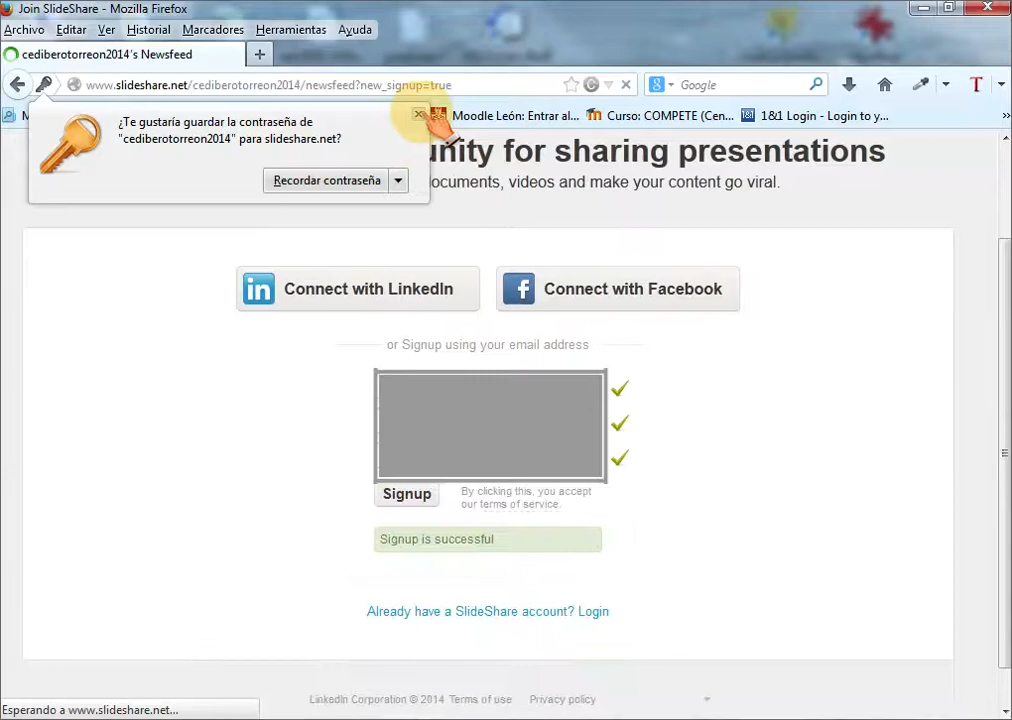 Join SlideShare - Mozilla Firefox
Archivo Editar Ver Historial Marcadores Herramientas Ayuda
cediberotorreon2014's Newsfeed
www.slideshare.net/cediberotorreon2014/newsfeed?new_signup=true
Google
Moodle León: Entrar al...
Curso: COMPETE (Cen...
1&1 Login - Login to y...
¿Te gustaría guardar la contraseña de
"cediberotorreon2014" para slideshare.net?
Recordar contraseña
unity for sharing presentations
ocuments, videos and make your content go viral.
Connect with LinkedIn
Connect with Facebook
or Signup using your email address
Signup
By clicking this, you accept
our terms of service.
Signup is successful
Already have a SlideShare account? Login
LinkedIn Corporation © 2014 Terms of use Privacy policy
Esperando a www.slideshare.net...